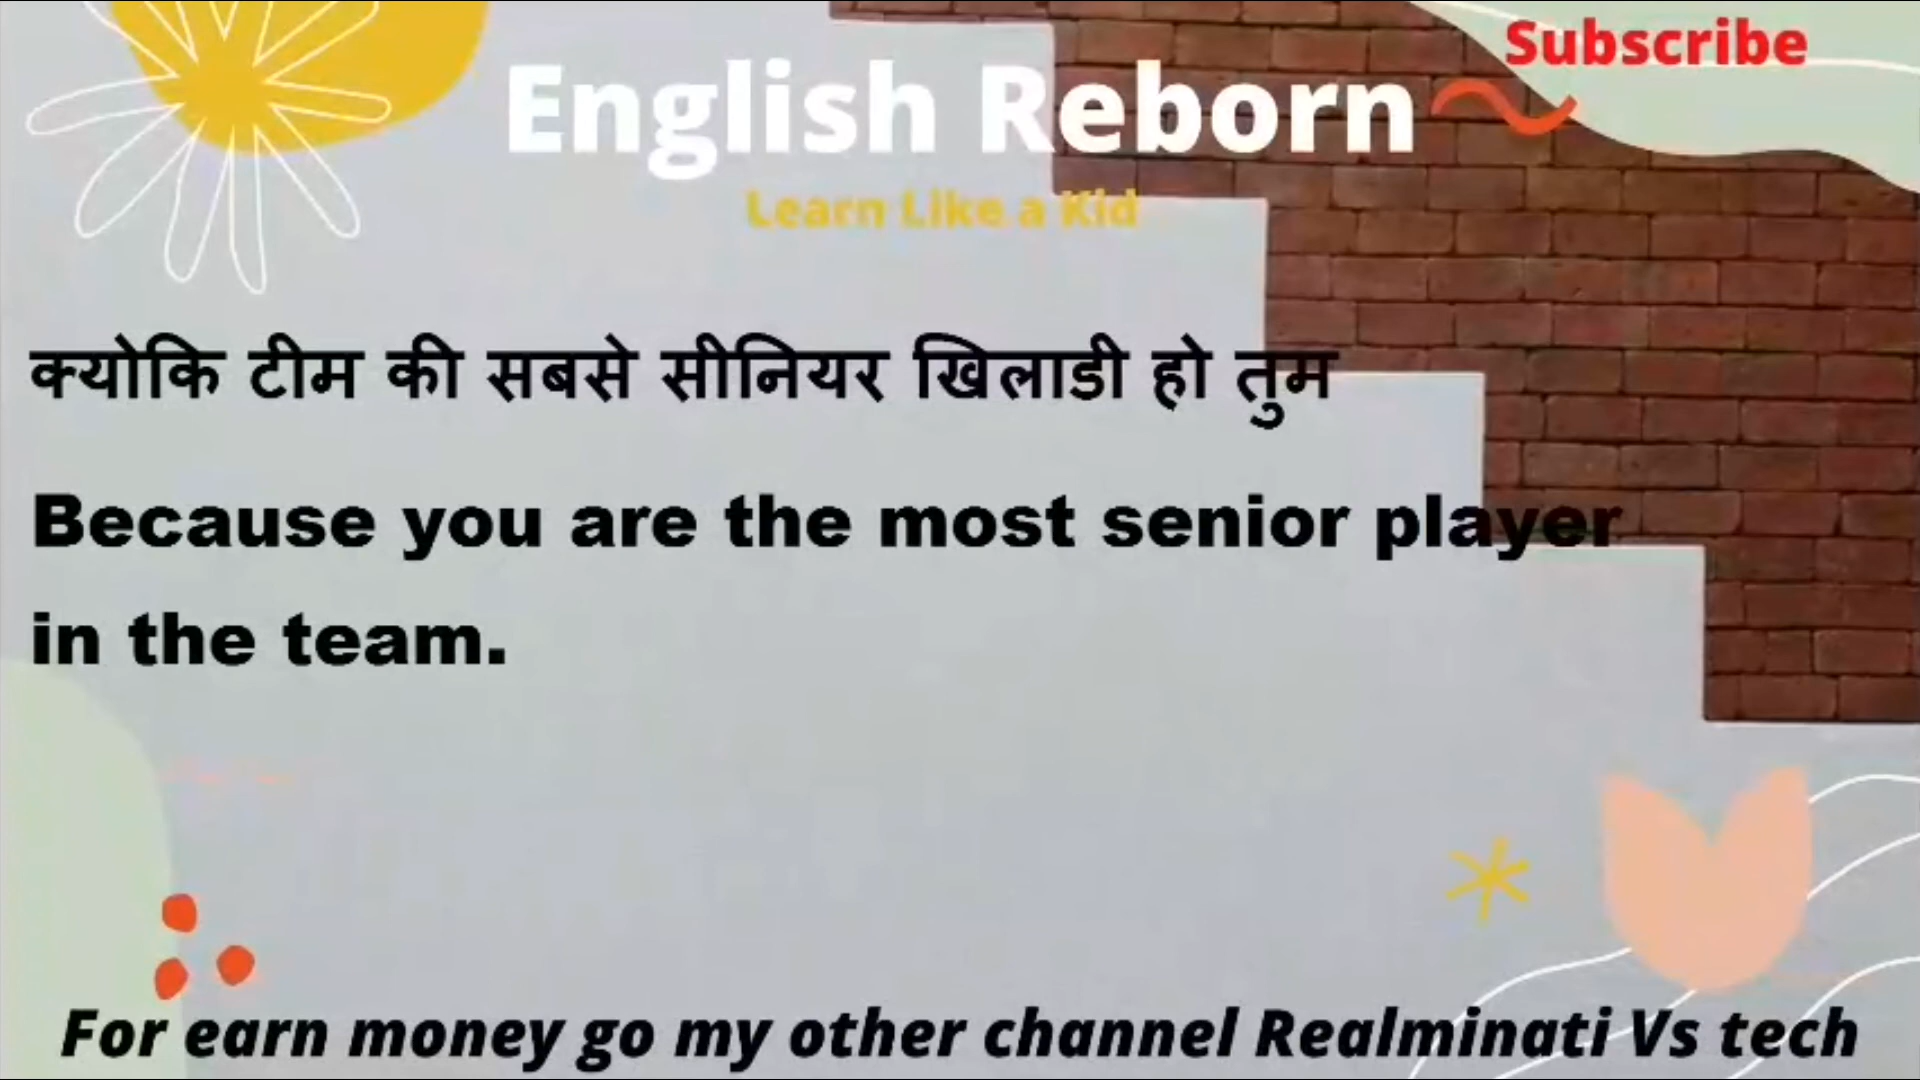 Subscribe
English Reborn
Learn Like a Kid
क्योकि टीम की सबसे सीनियर खिलाडी हो तुम
Because you are the most senior player
in the team.
For earn money go my other channel Realminati Vs tech